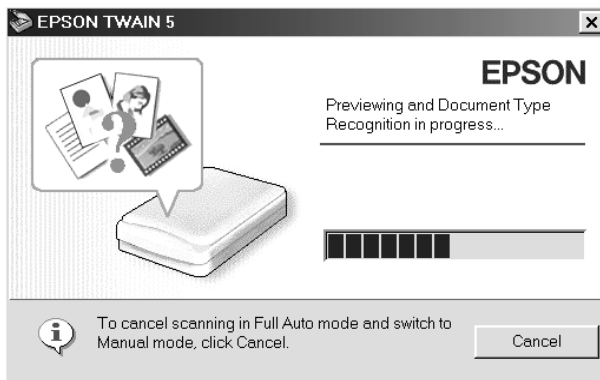 EPSON TWAIN 5
EPSON
Previewing and Document Type
Recognition in progress...
?
To cancel scanning in Full Auto mode and switch to
Manual mode, click Cancel.
Cancel